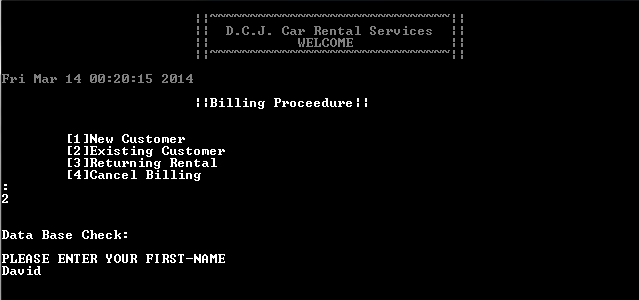 ||~~~~~~~~~~~~~~~~~~~~~~~~~~~~~~~~~~~||
|| D.C.J. Car Rental Services ||
|| WELCOME ||
||~~~~~~~~~~~~~~~~~~~~~~~~~~~~~~~~~~~||
Fri Mar 14 00:20:15 2014
||Billing Proceedure||
[1]New Customer
[2]Existing Customer
[3]Returning Rental
[4]Cancel Billing
:
2
Data Base Check:
PLEASE ENTER YOUR FIRST-NAME
David